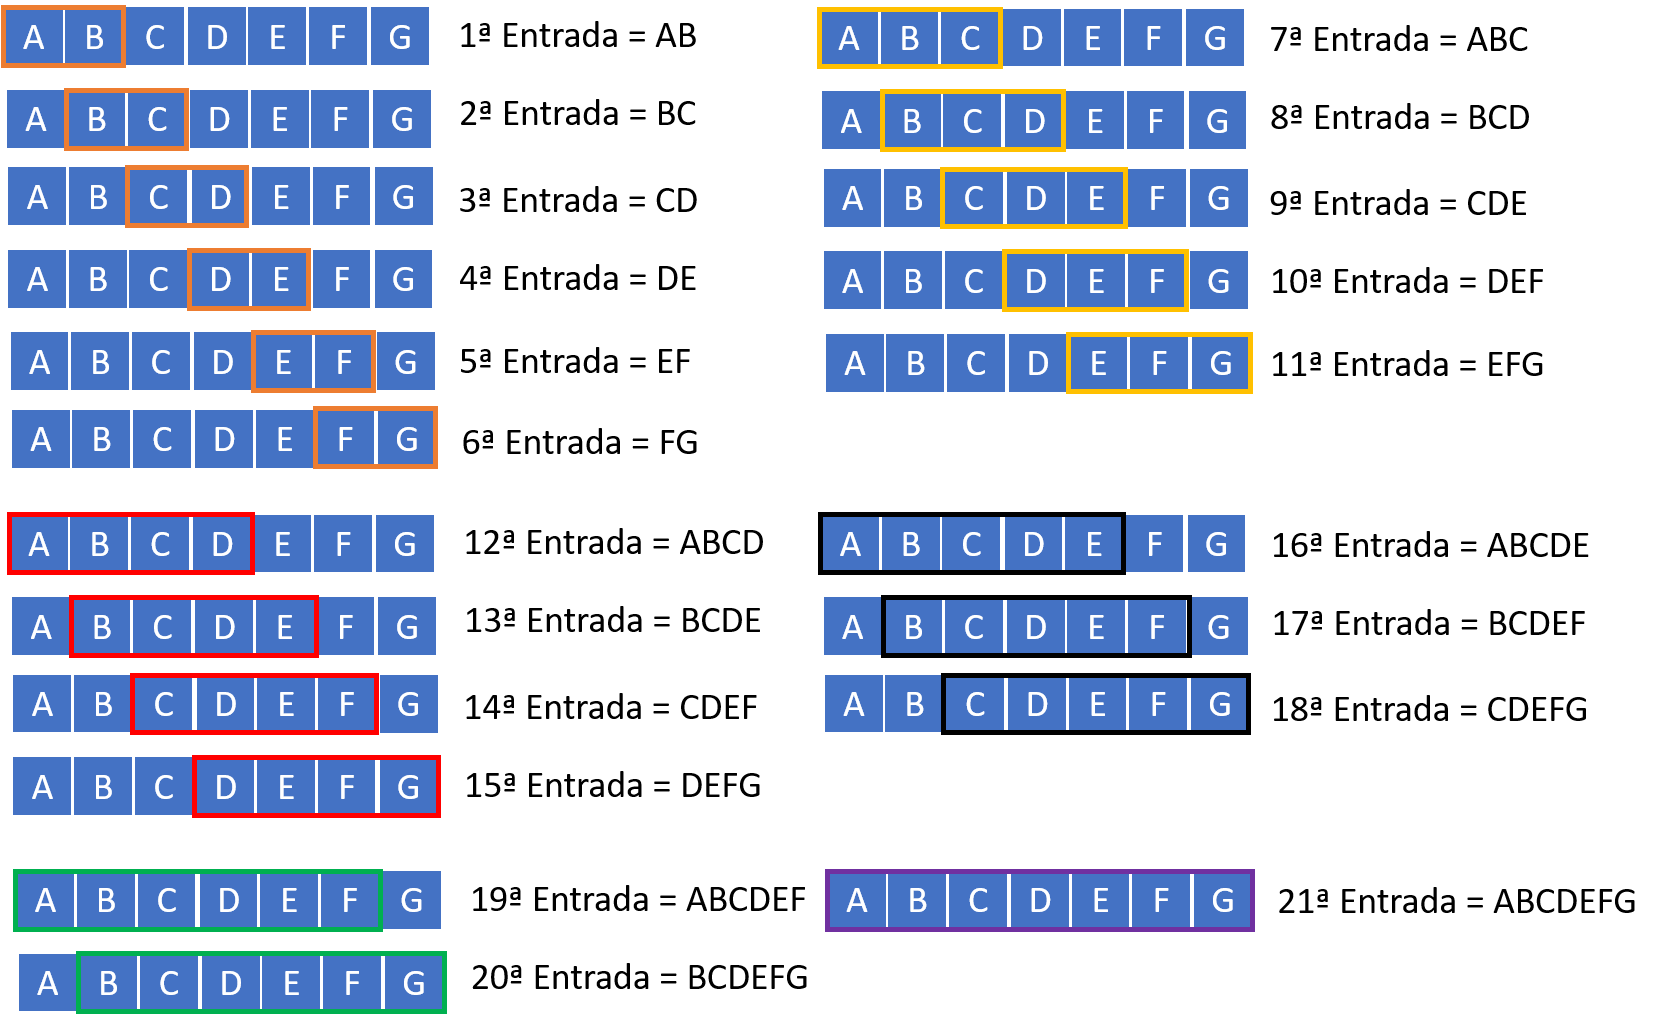 A B C D E F G 1ª Entrada = AB
A B C D E F G 2ª Entrada = BC
A B C D E F G 3ª Entrada = CD
A B C D E F G 4ª Entrada = DE
A B C D E F G 5ª Entrada = EF
A B C D E F G 6ª Entrada = FG
A B C D E F G 7ª Entrada = ABC
A B C D E F G 8ª Entrada = BCD
A B C D E F G 9ª Entrada = CDE
A B C D E F G 10ª Entrada = DEF
A B C D E F G 11ª Entrada = EFG
A B C D E F G 12ª Entrada = ABCD
A B C D E F G 13ª Entrada = BCDE
A B C D E F G 14ª Entrada = CDEF
A B C D E F G 15ª Entrada = DEFG
A B C D E F G 16ª Entrada = ABCDE
A B C D E F G 17ª Entrada = BCDEF
A B C D E F G 18ª Entrada = CDEFG
A B C D E F G 19ª Entrada = ABCDEF
A B C D E F G 20ª Entrada = BCDEFG
A B C D E F G 21ª Entrada = ABCDEFG